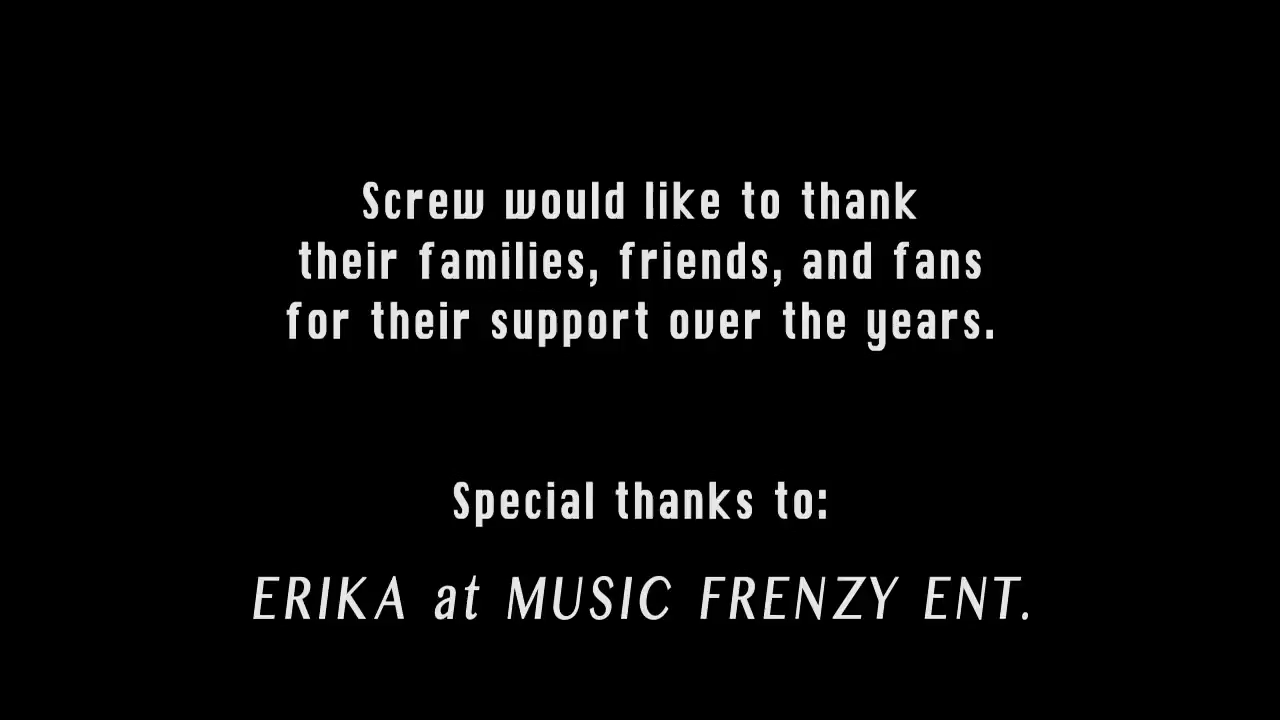 Screw would like to thank
their families, friends, and fans
for their support over the years.
Special thanks to:
ERIKA at MUSIC FRENZY ENT.